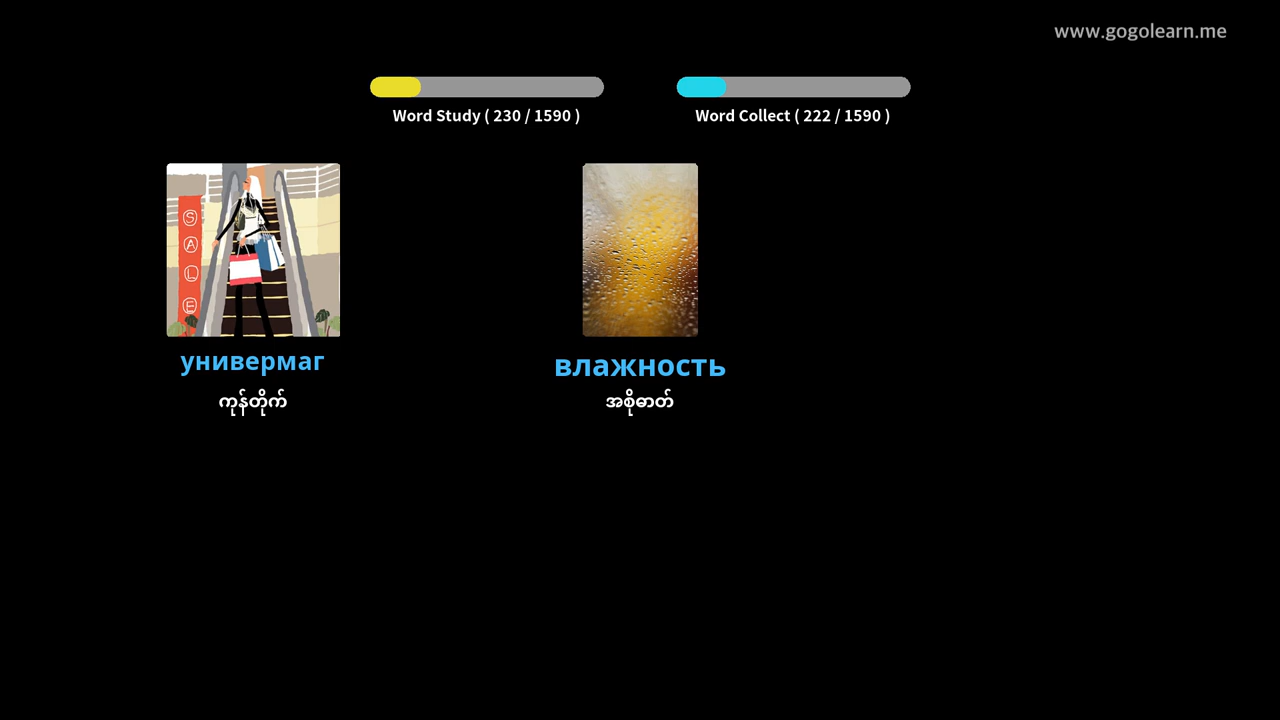 www.gogolearn.me
Word Study ( 230 / 1590 )
Word Collect ( 222 / 1590 )
SALE
универмаг
влажность
ကုန်တိုက်
အစိုဓာတ်